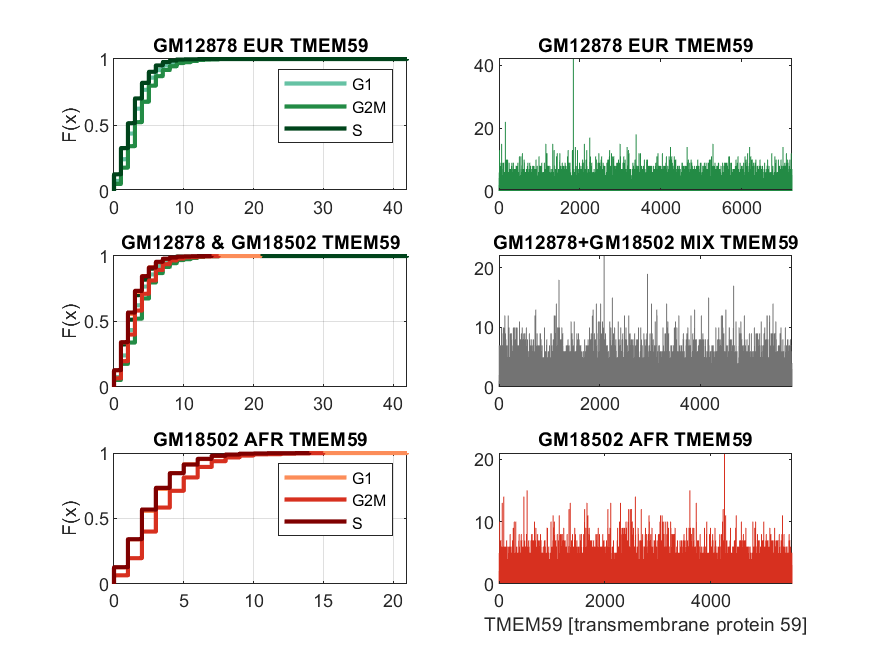 GM12878 EUR TMEM59
F(x)
1
0.5
0
0 10 20 30 40
G1
G2M
S
GM12878 EUR TMEM59
40
20
0
0 2000 4000 6000
GM12878 & GM18502 TMEM59
F(x)
1
0.5
0
0 10 20 30 40
GM12878+GM18502 MIX TMEM59
20
10
0
0 2000 4000
GM18502 AFR TMEM59
F(x)
1
0.5
0
0 5 10 15 20
G1
G2M
S
GM18502 AFR TMEM59
20
10
0
0 2000 4000
TMEM59 [transmembrane protein 59]